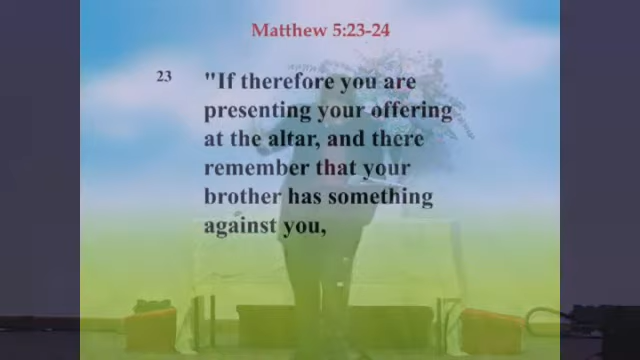 Matthew 5:23-24
23 "If therefore you are
presenting your offering
at the altar, and there
remember that your
brother has something
against you,